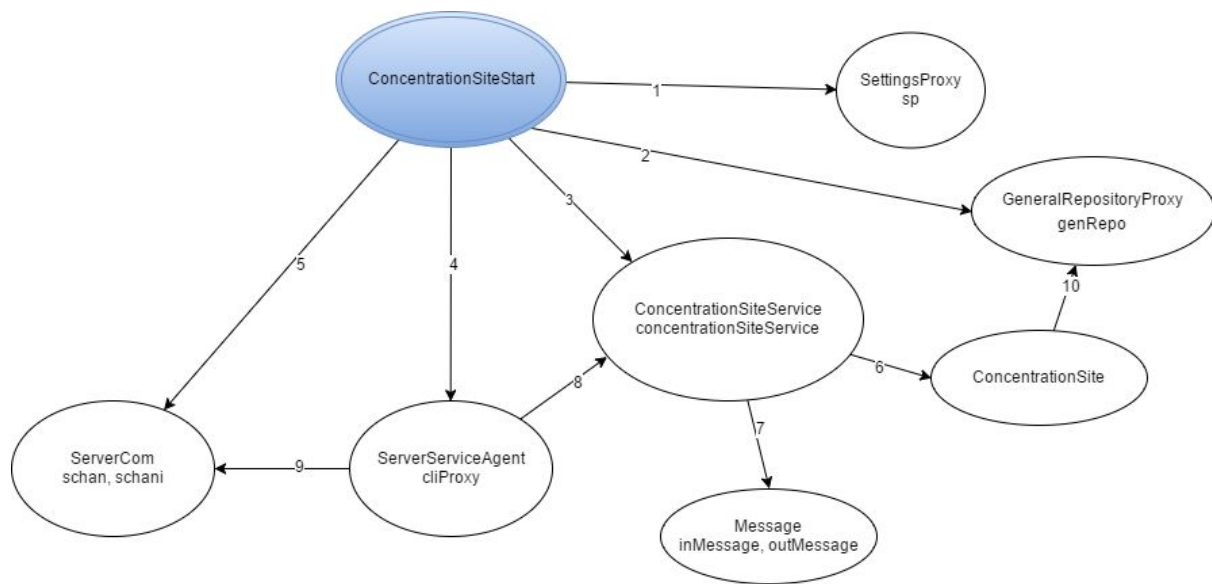 ConcentrationSiteStart
1
SettingsProxy
sp
2
GeneralRepositoryProxy
genRepo
3
5
4
10
ConcentrationSiteService
concentrationSiteService
6
ConcentrationSite
8
7
ServerCom
schan, schani
9
ServerServiceAgent
cliProxy
Message
inMessage, outMessage